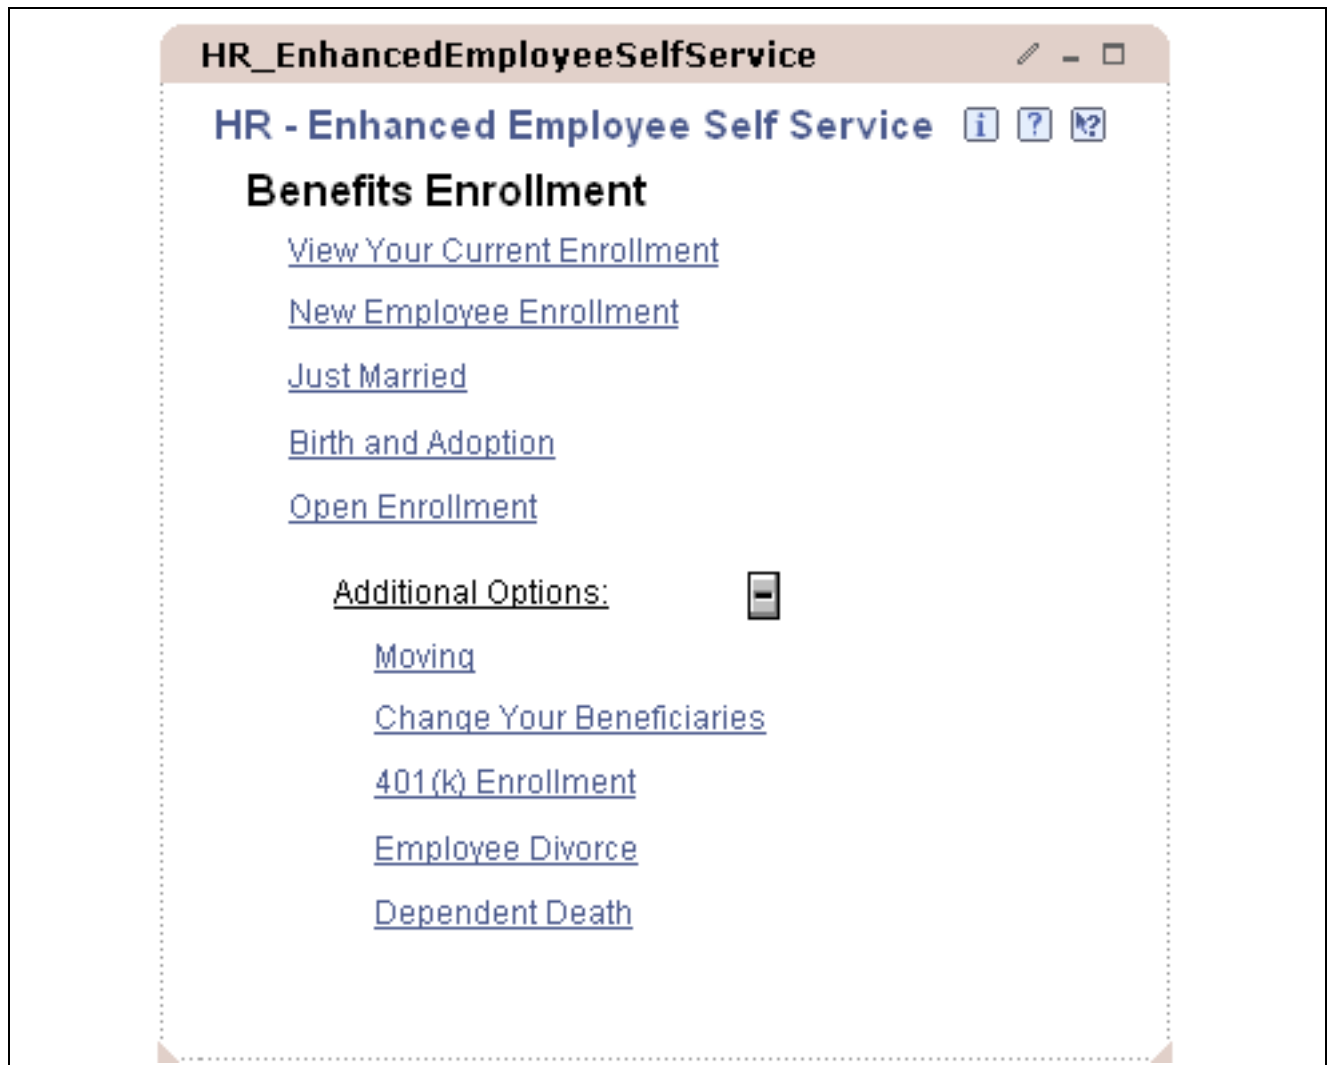 HR_EnhancedEmployeeSelfService
HR - Enhanced Employee Self Service i ? ?
Benefits Enrollment
View Your Current Enrollment
New Employee Enrollment
Just Married
Birth and Adoption
Open Enrollment
Additional Options:
Moving
Change Your Beneficiaries
401(k) Enrollment
Employee Divorce
Dependent Death